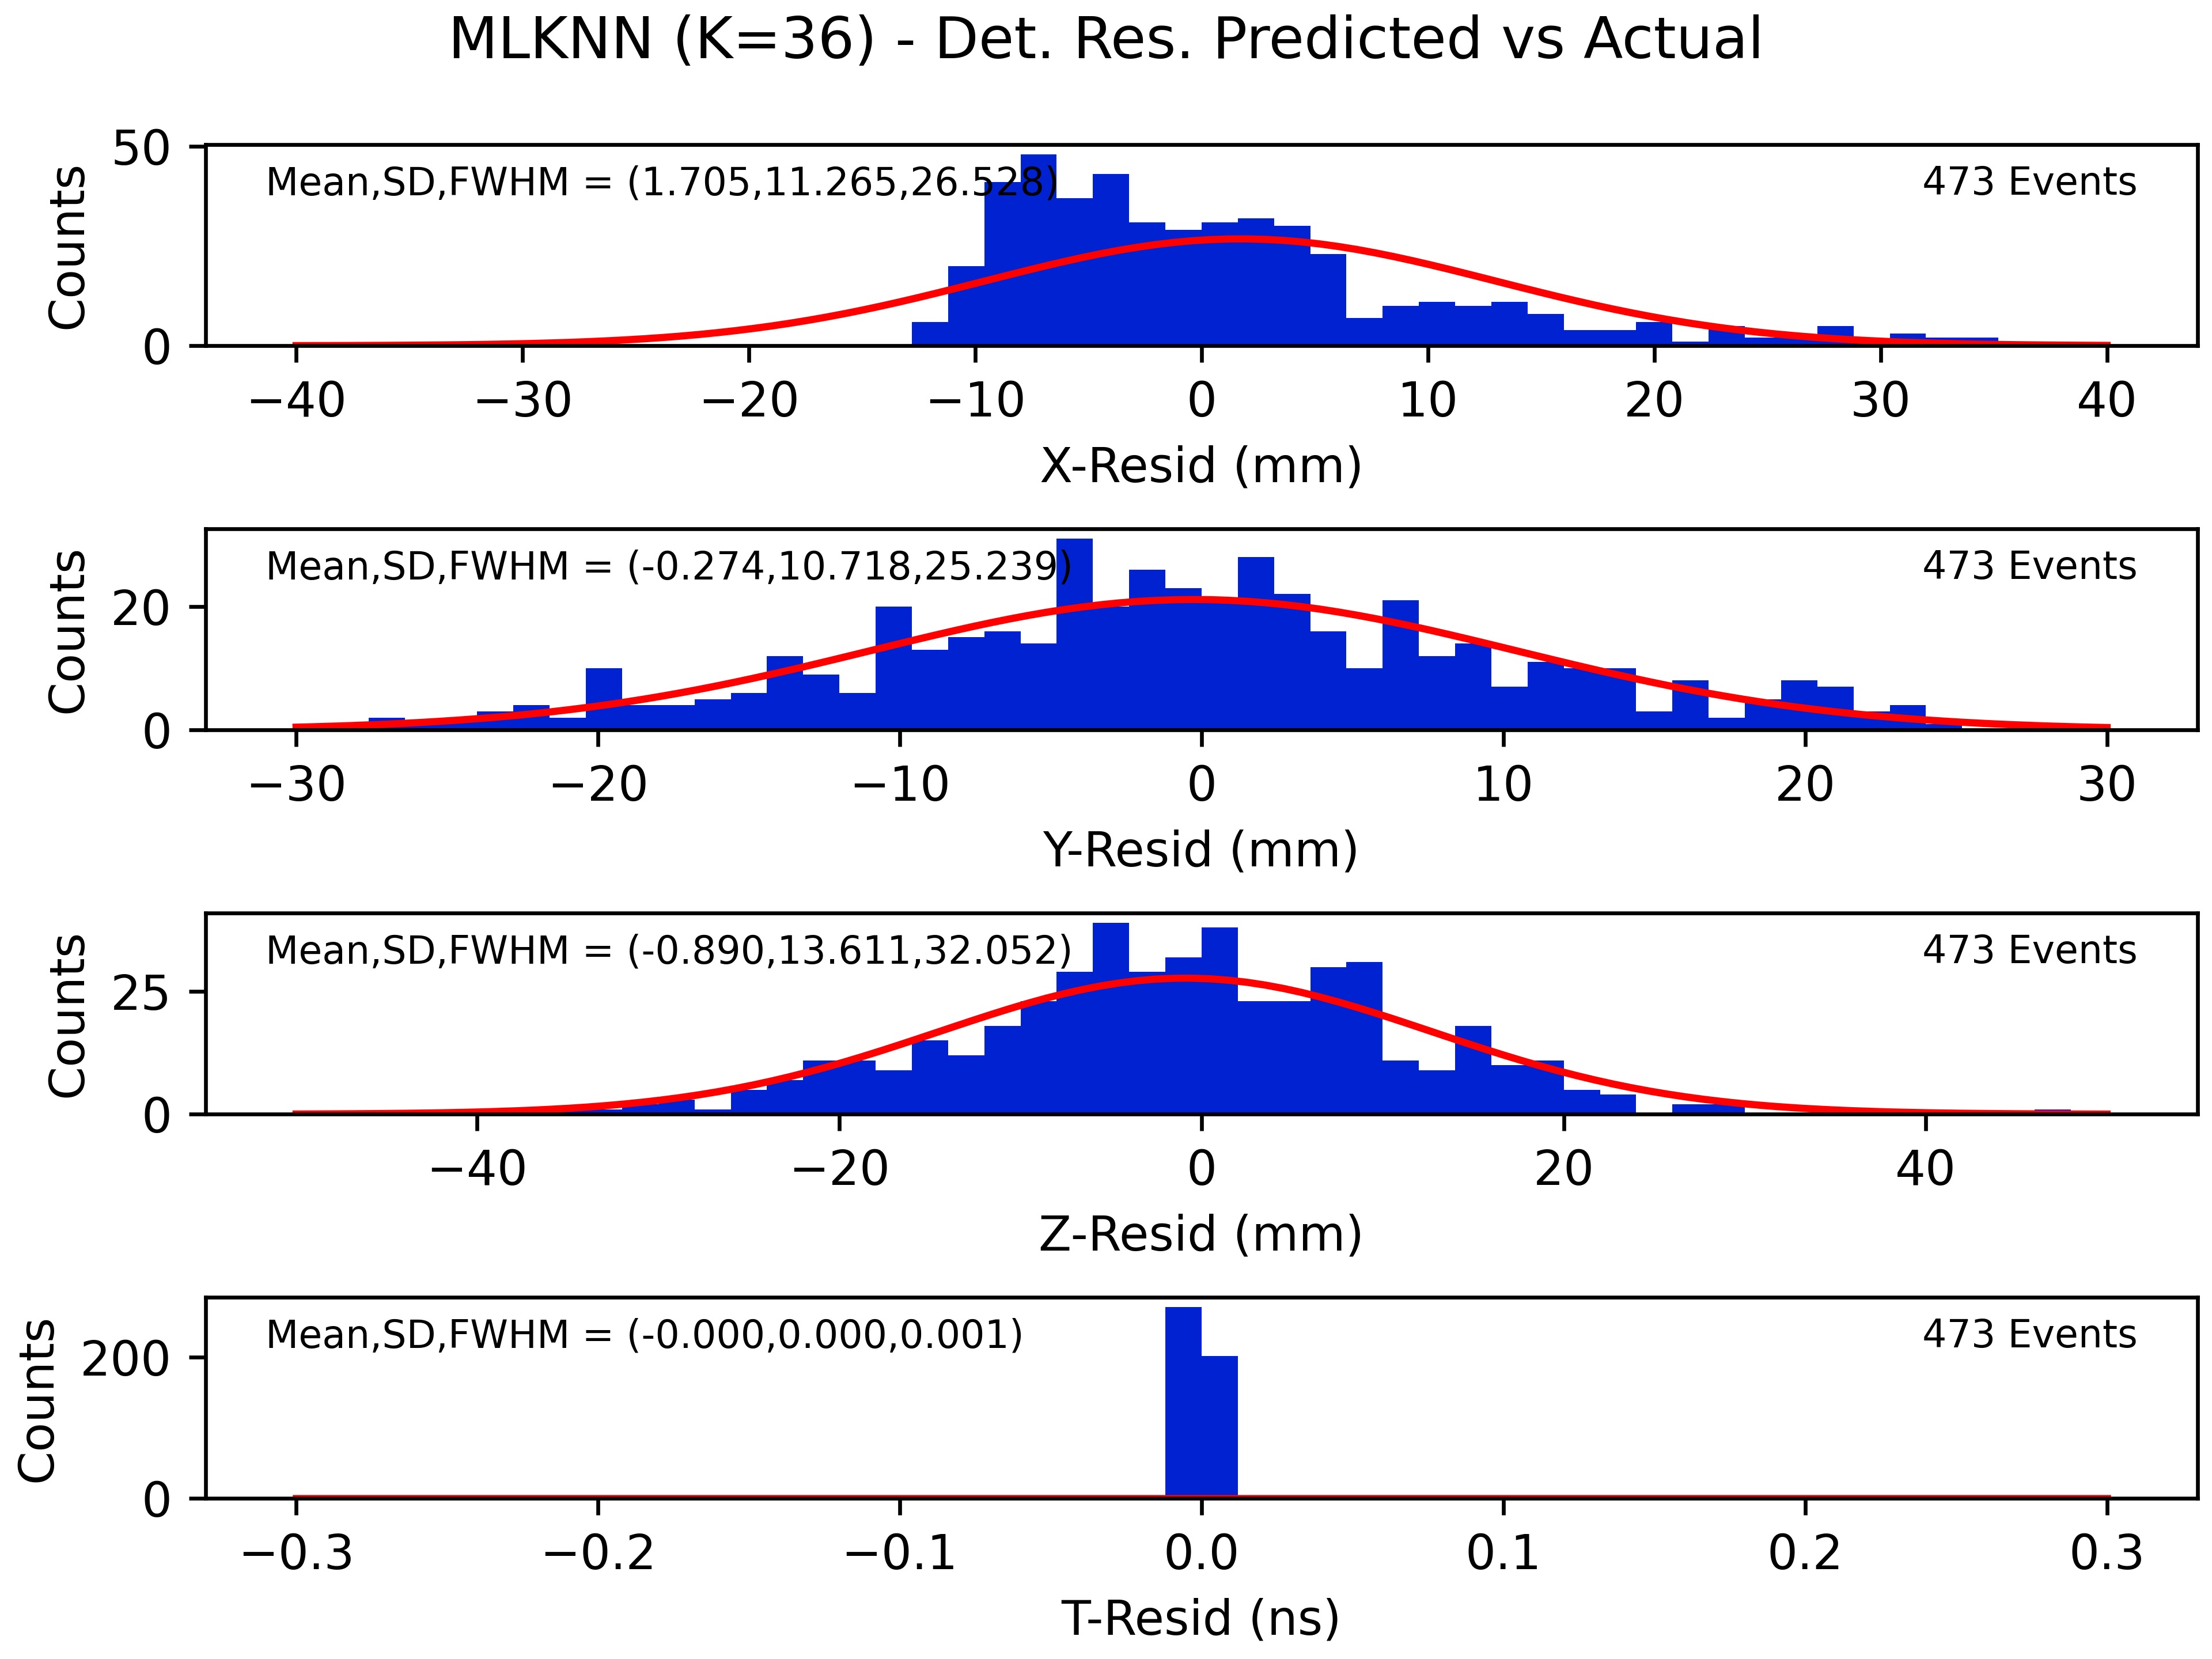 MLKNN (K=36) - Det. Res. Predicted vs Actual
50
Mean,SD,FWHM = (1.705,11.265,26.528)
473 Events
Counts
0
−40 −30 −20 −10 0 10 20 30 40
X-Resid (mm)
Mean,SD,FWHM = (-0.274,10.718,25.239)
473 Events
Counts
20
0
−30 −20 −10 0 10 20 30
Y-Resid (mm)
Mean,SD,FWHM = (-0.890,13.611,32.052)
473 Events
Counts
25
0
−40 −20 0 20 40
Z-Resid (mm)
Mean,SD,FWHM = (-0.000,0.000,0.001)
473 Events
Counts
200
0
−0.3 −0.2 −0.1 0.0 0.1 0.2 0.3
T-Resid (ns)